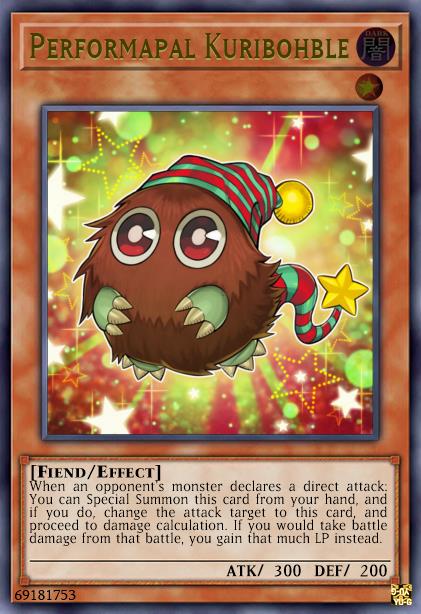 Performapal Kuribohble
DARK
闇
[Fiend/Effect]
When an opponent's monster declares a direct attack:
You can Special Summon this card from your hand, and
if you do, change the attack target to this card, and
proceed to damage calculation. If you would take battle
damage from that battle, you gain that much LP instead.
ATK/ 300 DEF/ 200
69181753